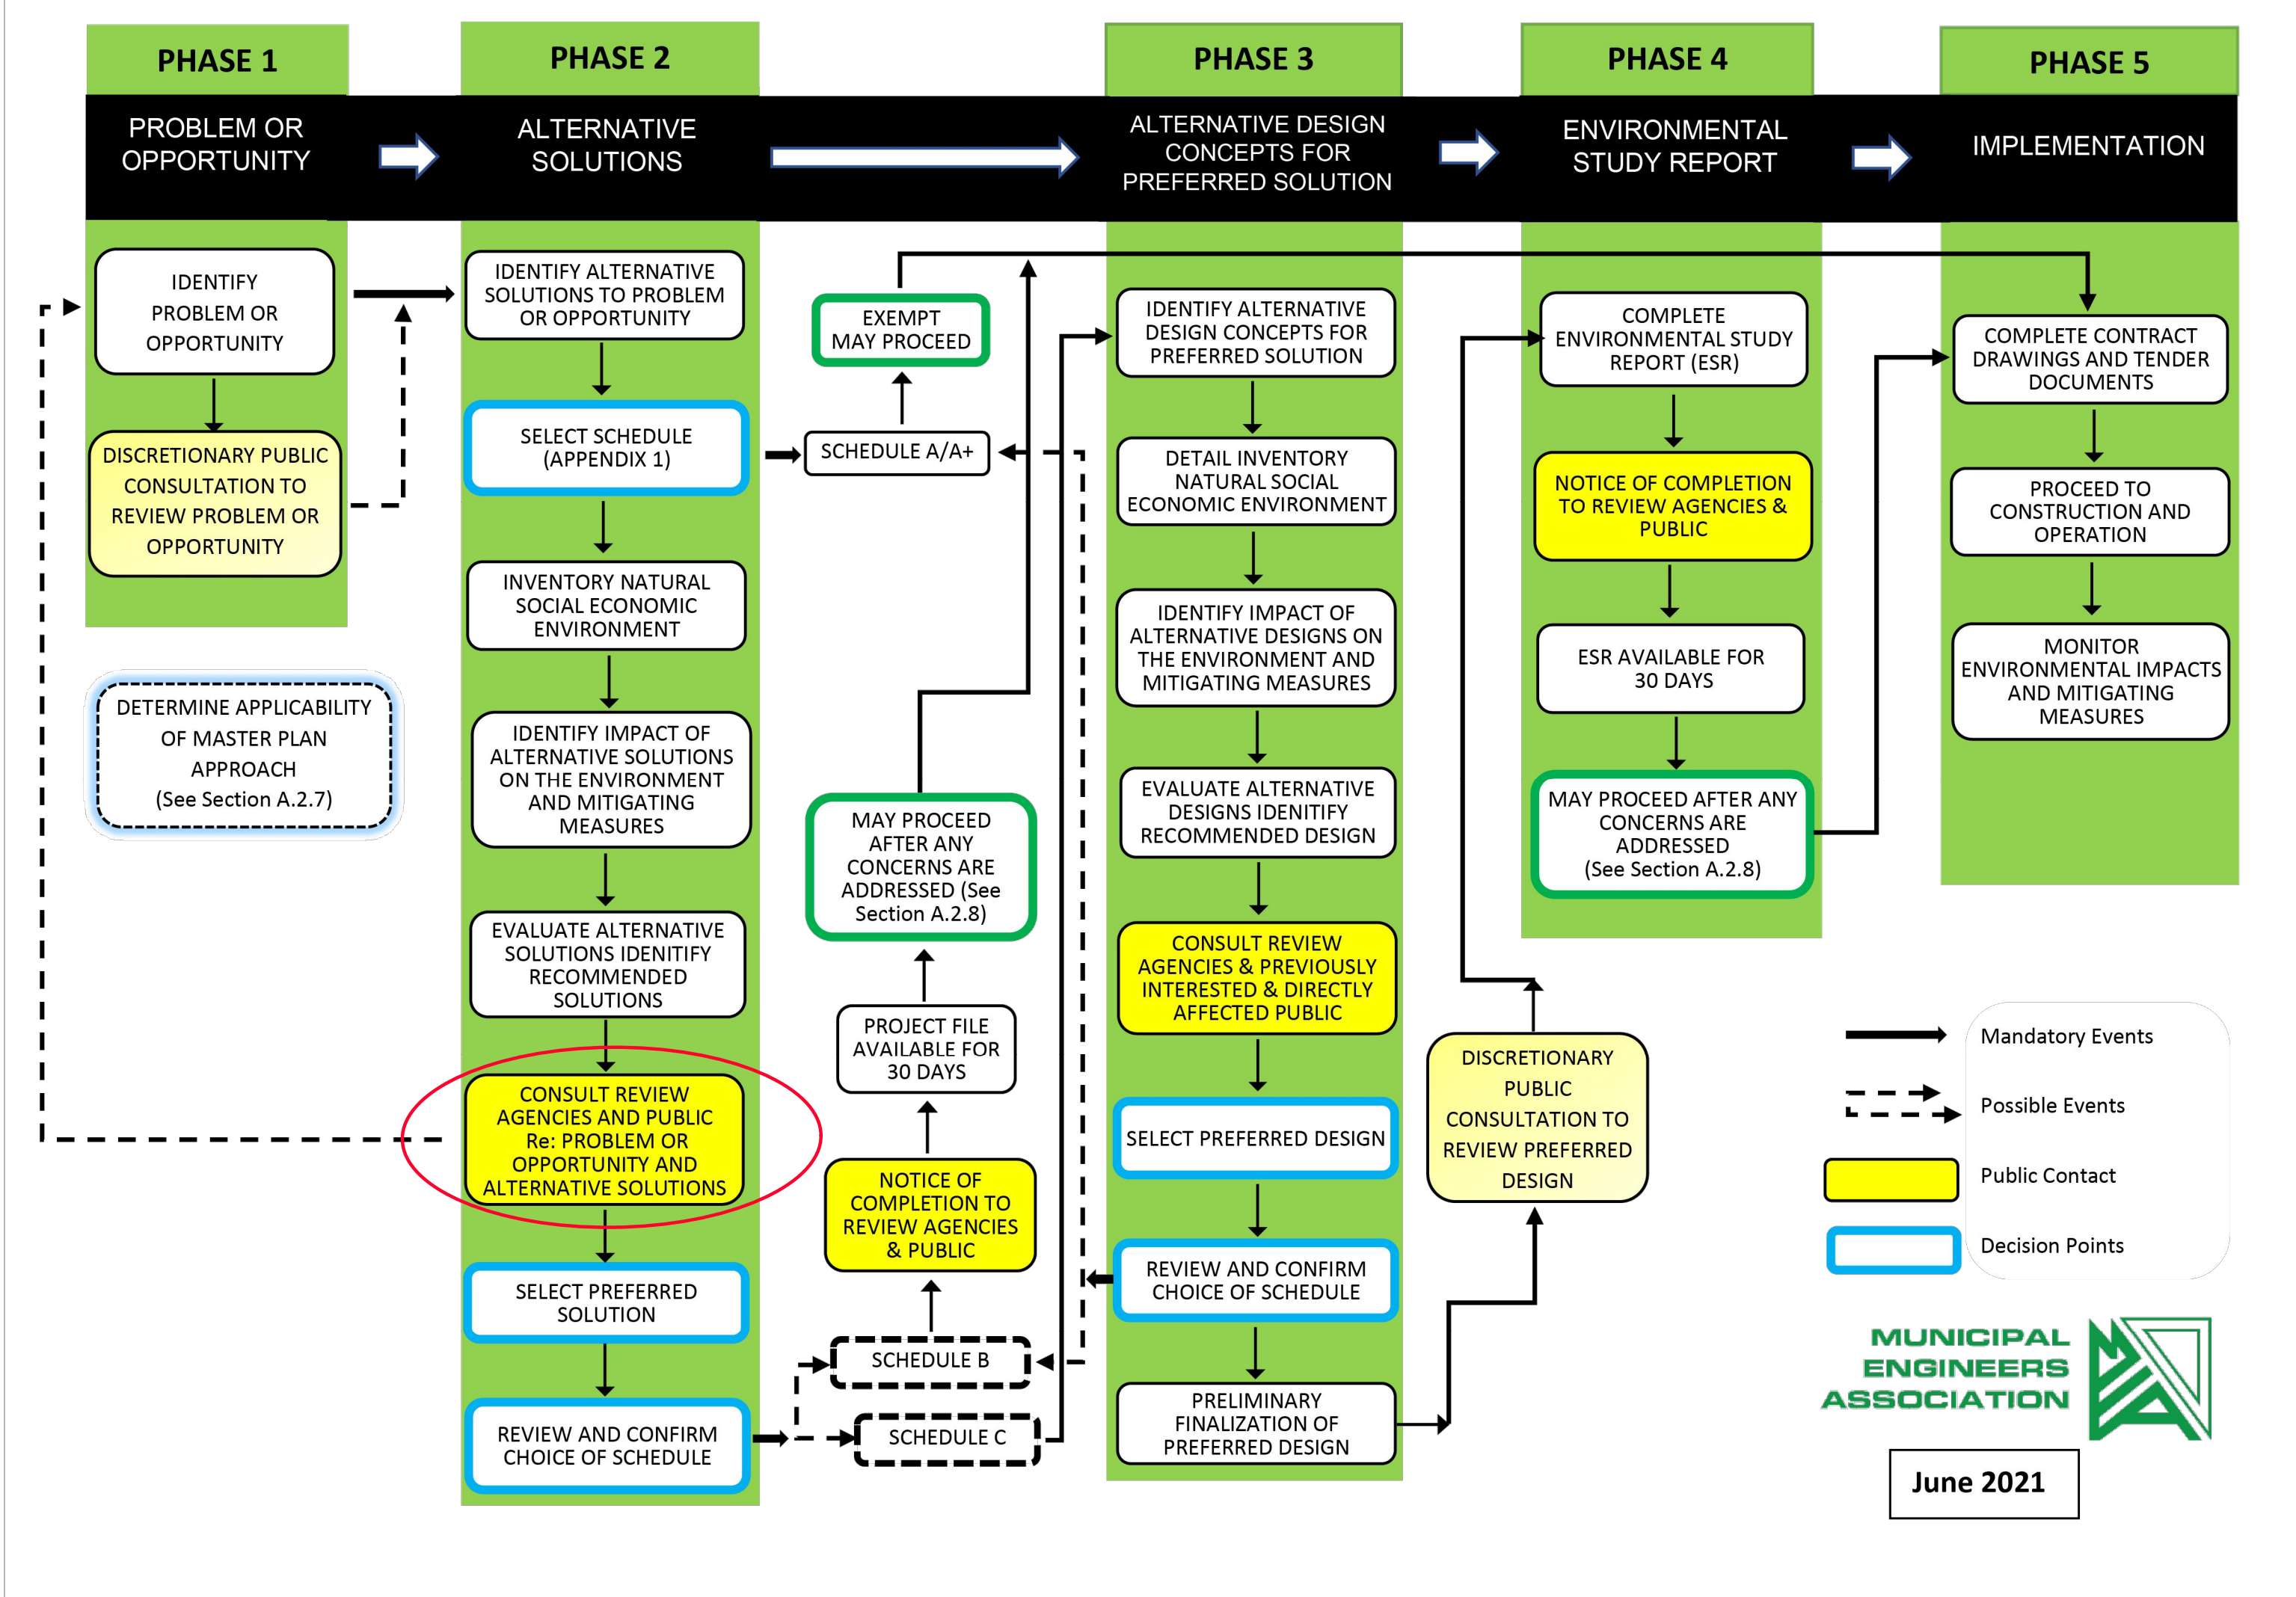 PHASE 1
PROBLEM OR
OPPORTUNITY
IDENTIFY
PROBLEM OR
OPPORTUNITY
DISCRETIONARY PUBLIC
CONSULTATION TO
REVIEW PROBLEM OR
OPPORTUNITY
DETERMINE APPLICABILITY
OF MASTER PLAN
APPROACH
(See Section A.2.7)
PHASE 2
ALTERNATIVE
SOLUTIONS
IDENTIFY ALTERNATIVE
SOLUTIONS TO PROBLEM
OR OPPORTUNITY
SELECT SCHEDULE
(APPENDIX 1)
INVENTORY NATURAL
SOCIAL ECONOMIC
ENVIRONMENT
IDENTIFY IMPACT OF
ALTERNATIVE SOLUTIONS
ON THE ENVIRONMENT
AND MITIGATING
MEASURES
EVALUATE ALTERNATIVE
SOLUTIONS IDENITIFY
RECOMMENDED
SOLUTIONS
CONSULT REVIEW
AGENCIES AND PUBLIC
Re: PROBLEM OR
OPPORTUNITY AND
ALTERNATIVE SOLUTIONS
SELECT PREFERRED
SOLUTION
REVIEW AND CONFIRM
CHOICE OF SCHEDULE
EXEMPT
MAY PROCEED
SCHEDULE A/A+
MAY PROCEED
AFTER ANY
CONCERNS ARE
ADDRESSED (See
Section A.2.8)
PROJECT FILE
AVAILABLE FOR
30 DAYS
NOTICE OF
COMPLETION TO
REVIEW AGENCIES
& PUBLIC
SCHEDULE B
SCHEDULE C
PHASE 3
ALTERNATIVE DESIGN
CONCEPTS FOR
PREFERRED SOLUTION
IDENTIFY ALTERNATIVE
DESIGN CONCEPTS FOR
PREFERRED SOLUTION
DETAIL INVENTORY
NATURAL SOCIAL
ECONOMIC ENVIRONMENT
IDENTIFY IMPACT OF
ALTERNATIVE DESIGNS ON
THE ENVIRONMENT AND
MITIGATING MEASURES
EVALUATE ALTERNATIVE
DESIGNS IDENITIFY
RECOMMENDED DESIGN
CONSULT REVIEW
AGENCIES & PREVIOUSLY
INTERESTED & DIRECTLY
AFFECTED PUBLIC
SELECT PREFERRED DESIGN
REVIEW AND CONFIRM
CHOICE OF SCHEDULE
PRELIMINARY
FINALIZATION OF
PREFERRED DESIGN
DISCRETIONARY
PUBLIC
CONSULTATION TO
REVIEW PREFERRED
DESIGN
PHASE 4
ENVIRONMENTAL
STUDY REPORT
COMPLETE
ENVIRONMENTAL STUDY
REPORT (ESR)
NOTICE OF COMPLETION
TO REVIEW AGENCIES &
PUBLIC
ESR AVAILABLE FOR
30 DAYS
MAY PROCEED AFTER ANY
CONCERNS ARE
ADDRESSED
(See Section A.2.8)
PHASE 5
IMPLEMENTATION
COMPLETE CONTRACT
DRAWINGS AND TENDER
DOCUMENTS
PROCEED TO
CONSTRUCTION AND
OPERATION
MONITOR
ENVIRONMENTAL IMPACTS
AND MITIGATING
MEASURES
Mandatory Events
Possible Events
Public Contact
Decision Points
MUNICIPAL
ENGINEERS
ASSOCIATION
June 2021